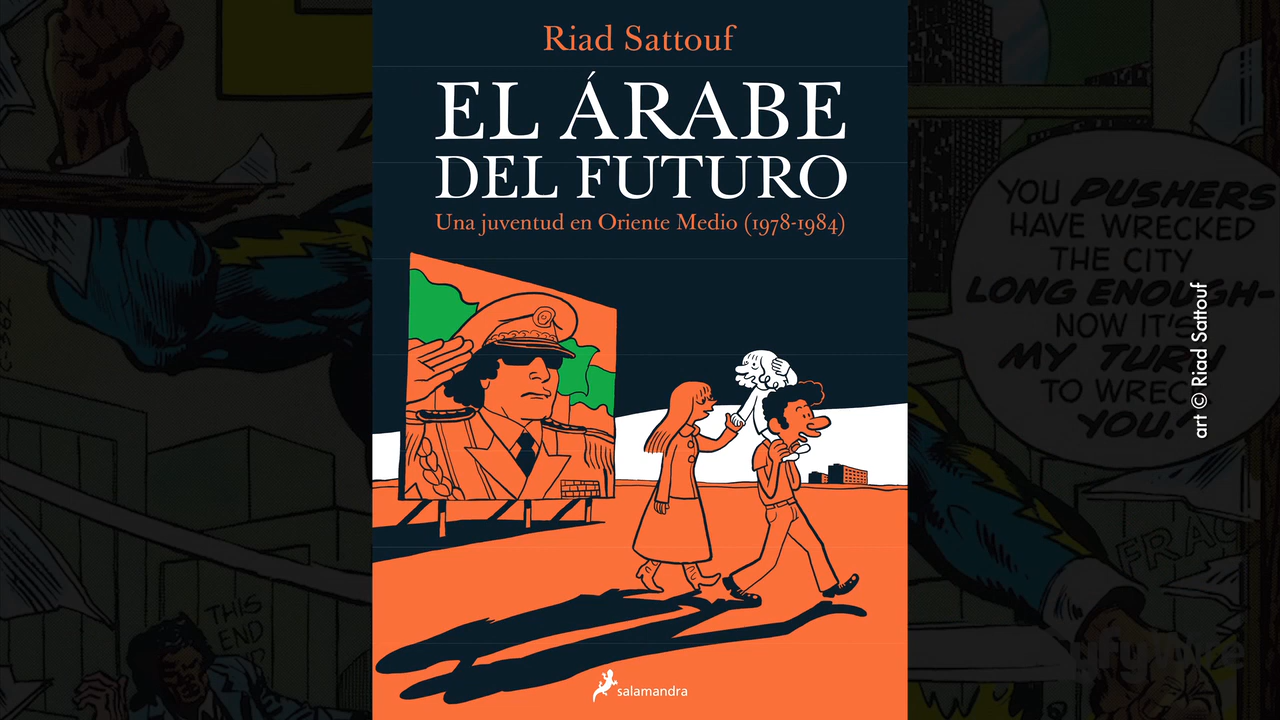 Riad Sattouf
EL ÁRABE
DEL FUTURO
Una juventud en Oriente Medio (1978-1984)
salamandra
YOU PUSHERS
HAVE WRECKED
THE CITY
LONG ENOUGH-
NOW IT'S
MY TURN
TO WREC
YOU.
art © Riad Sattouf
THIS
END